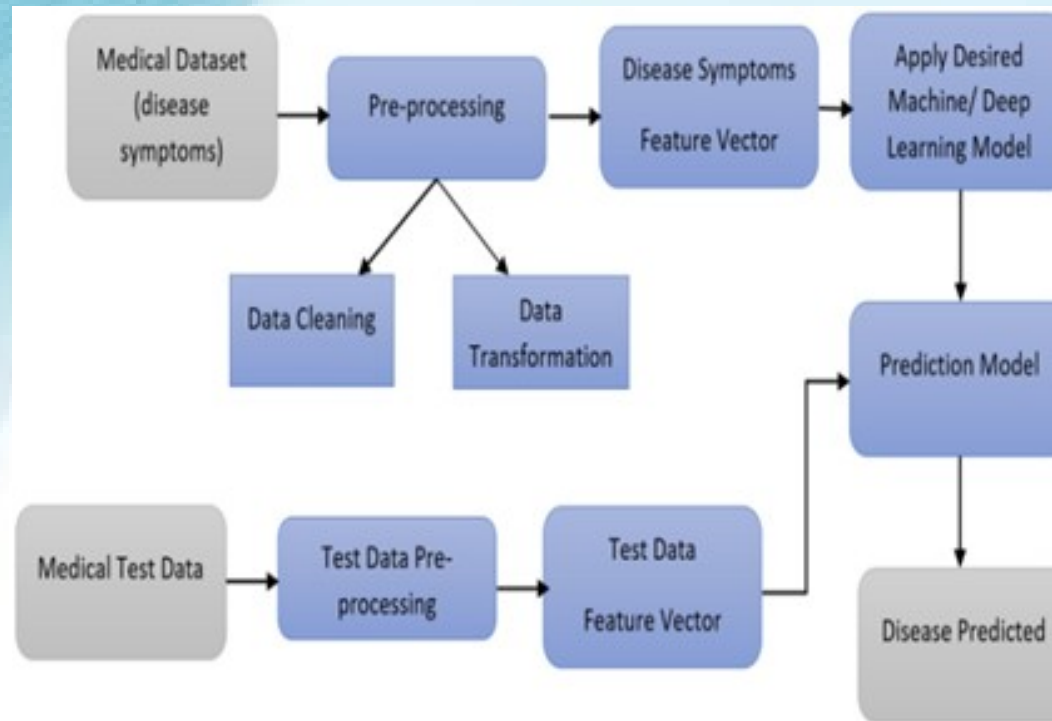 Medical Dataset
(disease
symptoms)
Pre-processing
Disease Symptoms
Feature Vector
Apply Desired
Machine/ Deep
Learning Model
Data Cleaning
Data
Transformation
Prediction Model
Medical Test Data
Test Data Pre-
processing
Test Data
Feature Vector
Disease Predicted